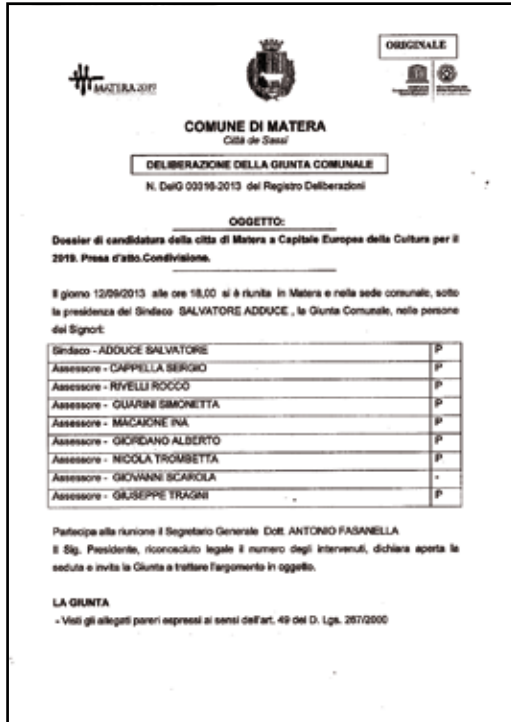 ORIGINALE
MATERA 2019
COMUNE DI MATERA
Città de Sassi
DELIBERAZIONE DELLA GIUNTA COMUNALE
N. DelG 00316-2013 del Registro Deliberazioni
OGGETTO:
Dossier di candidatura della città di Matera a Capitale Europea della Cultura per il
2019. Presa d'atto.Condivisione.
Il giorno 12/09/2013 alle ore 18,00 si è riunita in Matera e nella sede comunale, sotto
la presidenza del Sindaco SALVATORE ADDUCE , la Giunta Comunale, nelle persone
dei Signori:
Sindaco - ADDUCE SALVATORE P
Assessore - CAPPELLA SERGIO P
Assessore - RIVELLI ROCCO P
Assessore - GUARINI SIMONETTA P
Assessore - MACAIONE INA P
Assessore - GIORDANO ALBERTO P
Assessore - NICOLA TROMBETTA P
Assessore - GIOVANNI SCAROLA -
Assessore - GIUSEPPE TRAGNI P
Partecipa alla riunione il Segretario Generale Dott. ANTONIO FASANELLA
Il Sig. Presidente, riconosciuto legale il numero degli intervenuti, dichiara aperta la
seduta e invita la Giunta a trattare l'argomento in oggetto.
LA GIUNTA
- Visti gli allegati pareri espressi ai sensi dell'art. 49 del D. Lgs. 267/2000